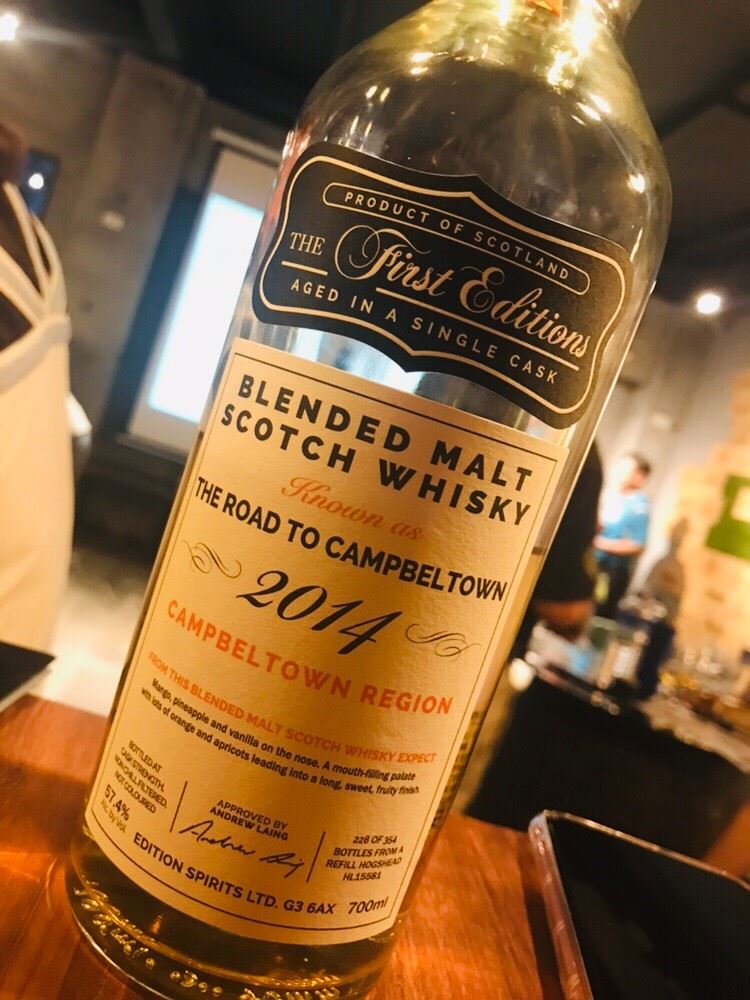 PRODUCT OF SCOTLAND
THE First Editions
AGED IN A SINGLE CASK
BLENDED MALT
SCOTCH WHISKY
Known as
THE ROAD TO CAMPBELTOWN
2014
CAMPBELTOWN REGION
FROM THIS BLENDED MALT SCOTCH WHISKY EXPECT
Mango, pineapple and vanilla on the nose. A mouth-filling palate
with lots of orange and apricots leading into a long, sweet, fruity finish
BOTTLED AT
CASK STRENGTH.
NON CHILL FILTERED
NOT COLOURED
57.4%
Alc by Vol.
APPROVED BY
ANDREW LAING
228 OF 354
BOTTLES FROM A
REFILL HOGSHEAD
HL15581
EDITION SPIRITS LTD. G3 6AX 700ml